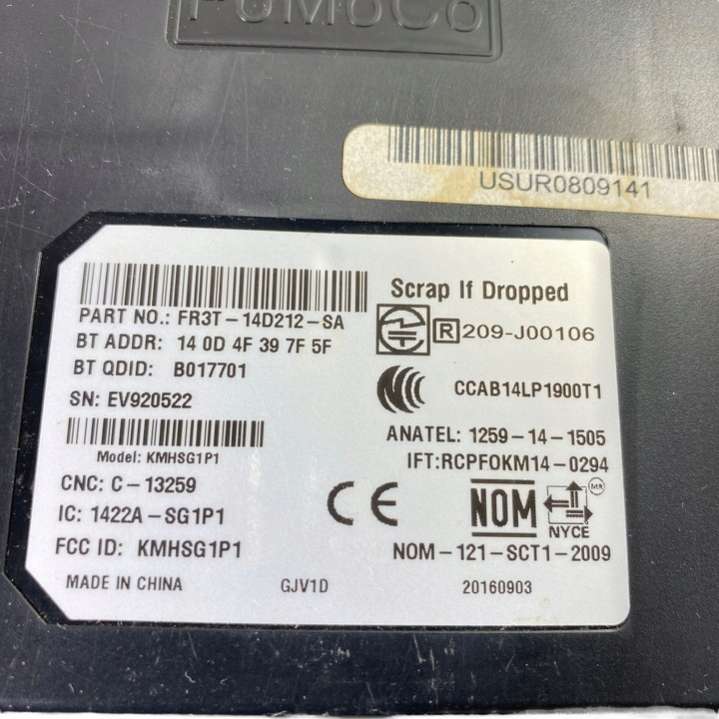 FoMoCo
USUR0809141
Scrap If Dropped
PART NO.: FR3T-14D212-SA
R 209-J00106
BT ADDR: 14 0D 4F 39 7F 5F
BT QDID: B017701
CCAB14LP1900T1
SN: EV920522
ANATEL: 1259-14-1505
Model: KMHSG1P1
IFT:RCPFOKM14-0294
CNC: C-13259
CE
NOM
IC: 1422A-SG1P1
NYCE
FCC ID: KMHSG1P1
NOM-121-SCT1-2009
MADE IN CHINA
GJV1D
20160903